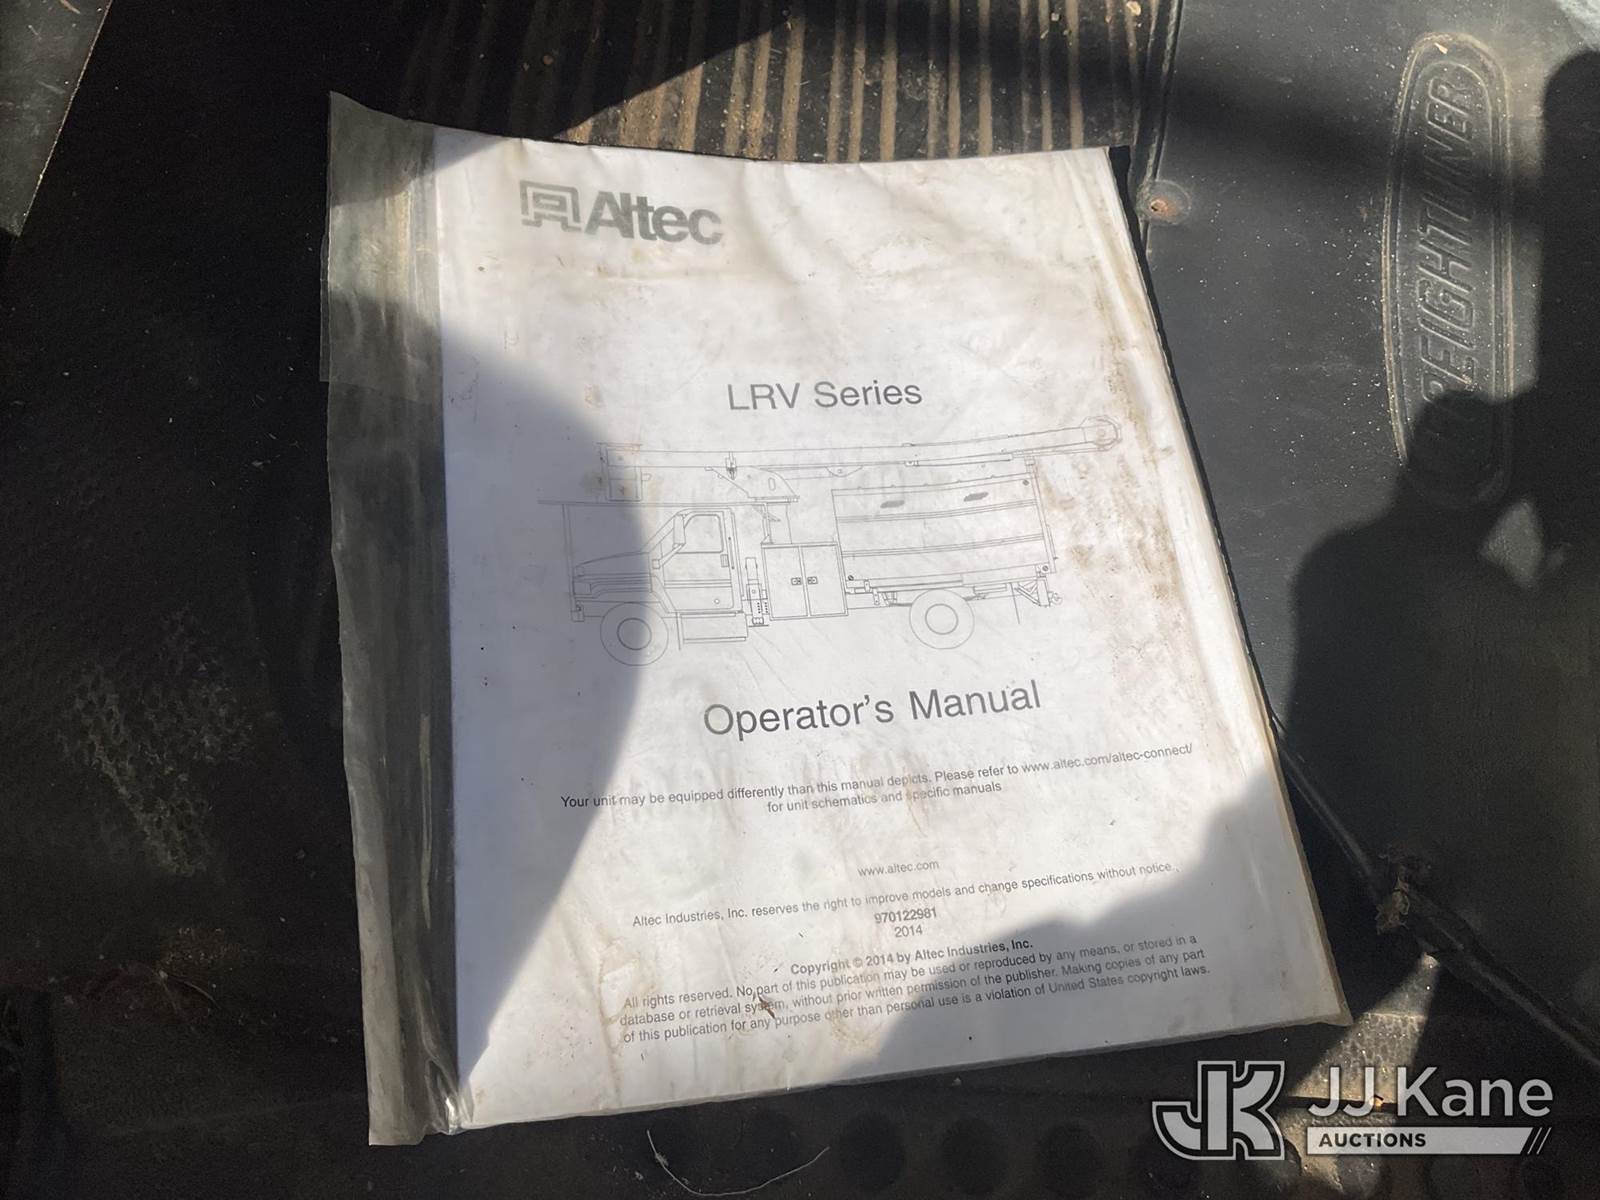 Altec
FREIGHTLINER
LRV Series
Operator's Manual
Your unit may be equipped differently than this manual depicts. Please refer to www.altec.com/altec-connect/
for unit schematics and specific manuals
www.altec.com
Altec Industries, Inc. reserves the right to improve models and change specifications without notice.
970122981
2014
Copyright © 2014 by Altec Industries, Inc.
All rights reserved. No part of this publication may be used or reproduced by any means, or stored in a
database or retrieval system, without prior written permission of the publisher. Making copies of any part
of this publication for any purpose other than personal use is a violation of United States copyright laws.
JK JJ Kane
AUCTIONS